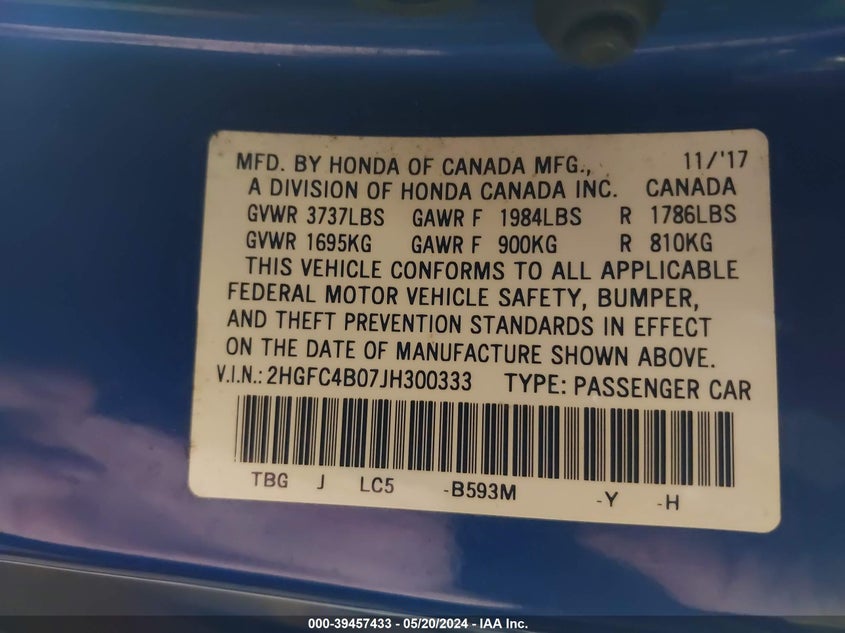 MFD. BY HONDA OF CANADA MFG., 11/'17
A DIVISION OF HONDA CANADA INC. CANADA
GVWR 3737LBS GAWR F 1984LBS R 1786LBS
GVWR 1695KG GAWR F 900KG R 810KG
THIS VEHICLE CONFORMS TO ALL APPLICABLE
FEDERAL MOTOR VEHICLE SAFETY, BUMPER,
AND THEFT PREVENTION STANDARDS IN EFFECT
ON THE DATE OF MANUFACTURE SHOWN ABOVE.
V.I.N.: 2HGFC4B07JH300333 TYPE: PASSENGER CAR
TBG J LC5 -B593M -Y -H
000-39457433 - 05/20/2024 - IAA Inc.